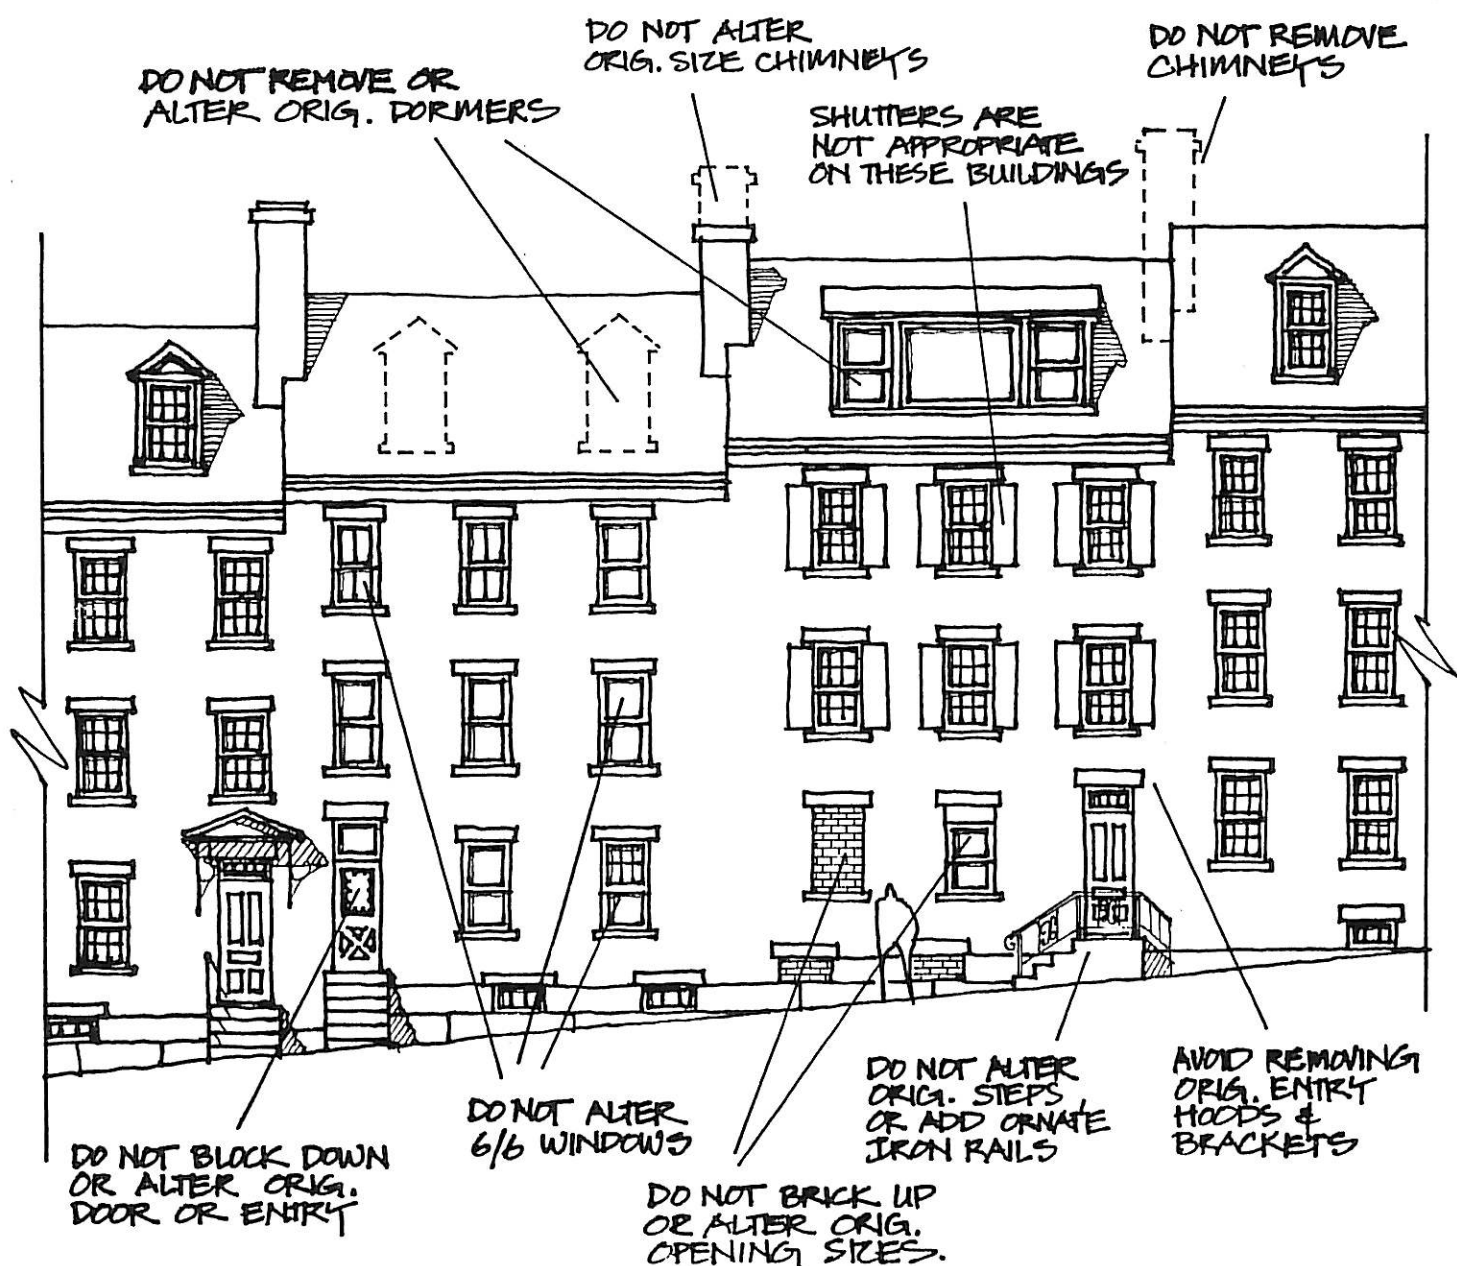 DO NOT ALTER
ORIG. SIZE CHIMNEYS
DO NOT REMOVE
CHIMNEYS
DO NOT REMOVE OR
ALTER ORIG. DORMERS
SHUTTERS ARE
NOT APPROPRIATE
ON THESE BUILDINGS
DO NOT BLOCK DOWN
OR ALTER ORIG.
DOOR OR ENTRY
DO NOT ALTER
6/6 WINDOWS
DO NOT BRICK UP
OR ALTER ORIG.
OPENING SIZES.
DO NOT ALTER
ORIG. STEPS
OR ADD ORNATE
IRON RAILS
AVOID REMOVING
ORIG. ENTRY
HOODS &
BRACKETS